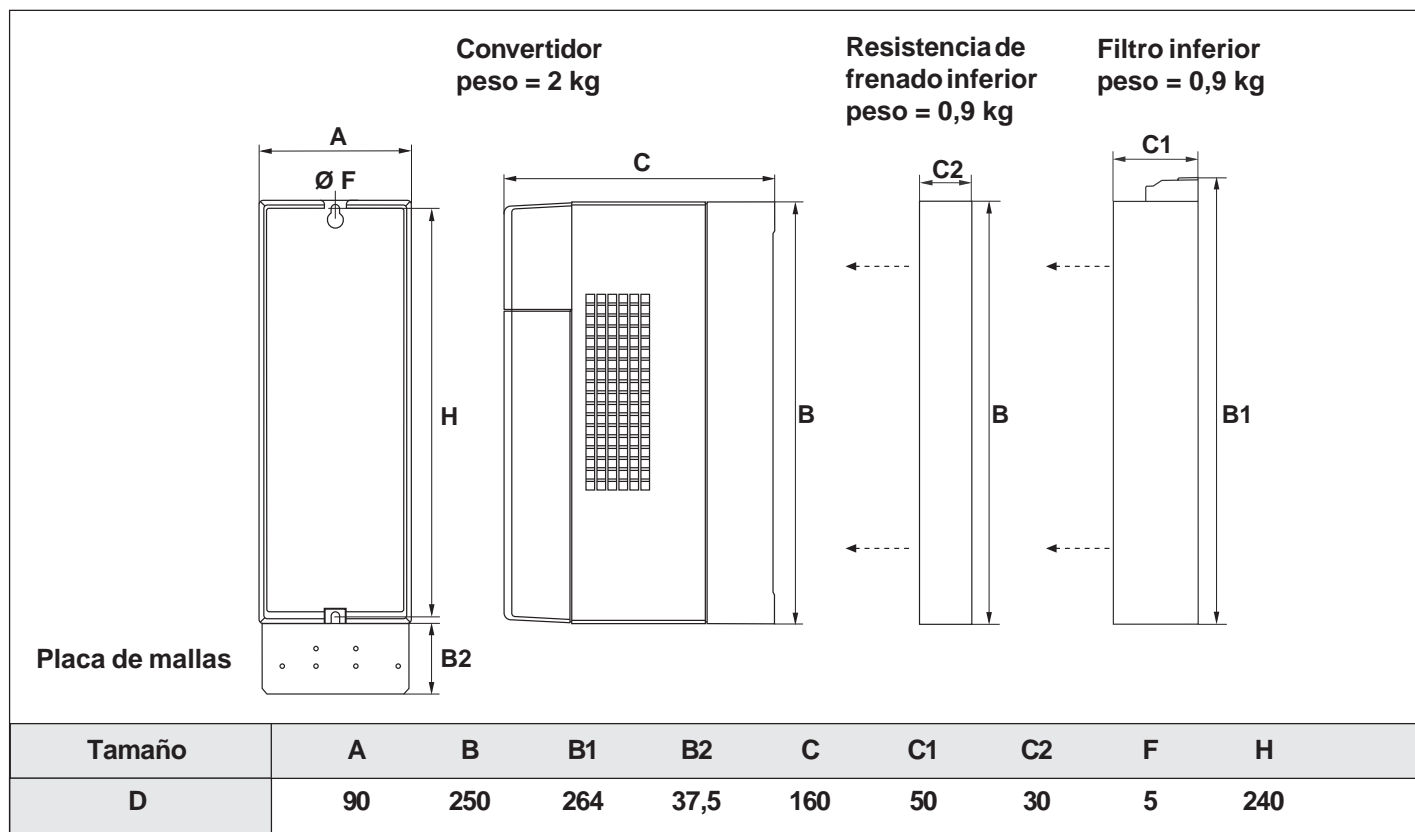 Convertidor
peso = 2 kg
Resistencia de
frenado inferior
peso = 0,9 kg
Filtro inferior
peso = 0,9 kg
A
Ø F
H
B2
Placa de mallas
C
B
C2
B
C1
B1
Tamaño A B B1 B2 C C1 C2 F H
D 90 250 264 37,5 160 50 30 5 240